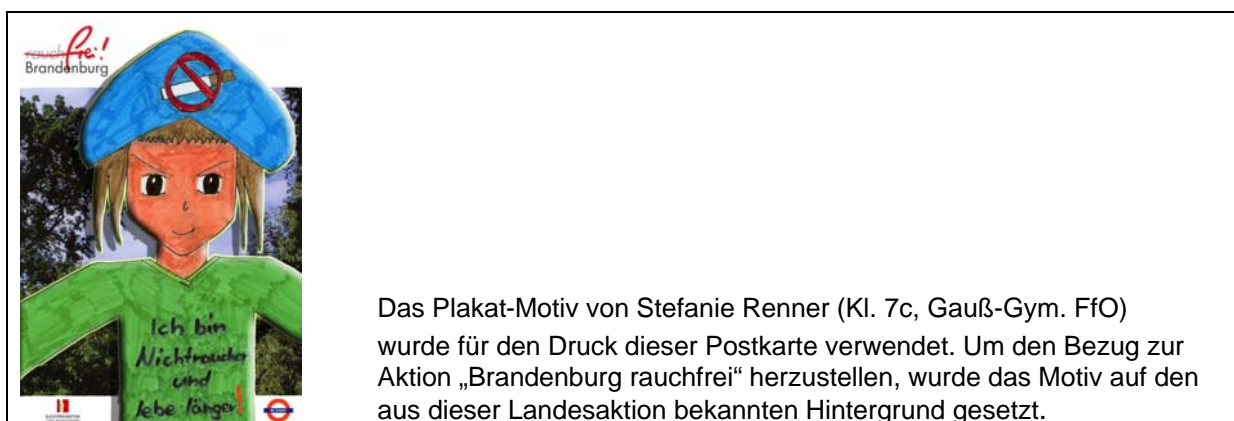 rauchfrei!
Brandenburg
Ich bin
Nichtraucher
und
lebe länger!
Das Plakat-Motiv von Stefanie Renner (Kl. 7c, Gauß-Gym. FfO)
wurde für den Druck dieser Postkarte verwendet. Um den Bezug zur
Aktion „Brandenburg rauchfrei“ herzustellen, wurde das Motiv auf den
aus dieser Landesaktion bekannten Hintergrund gesetzt.